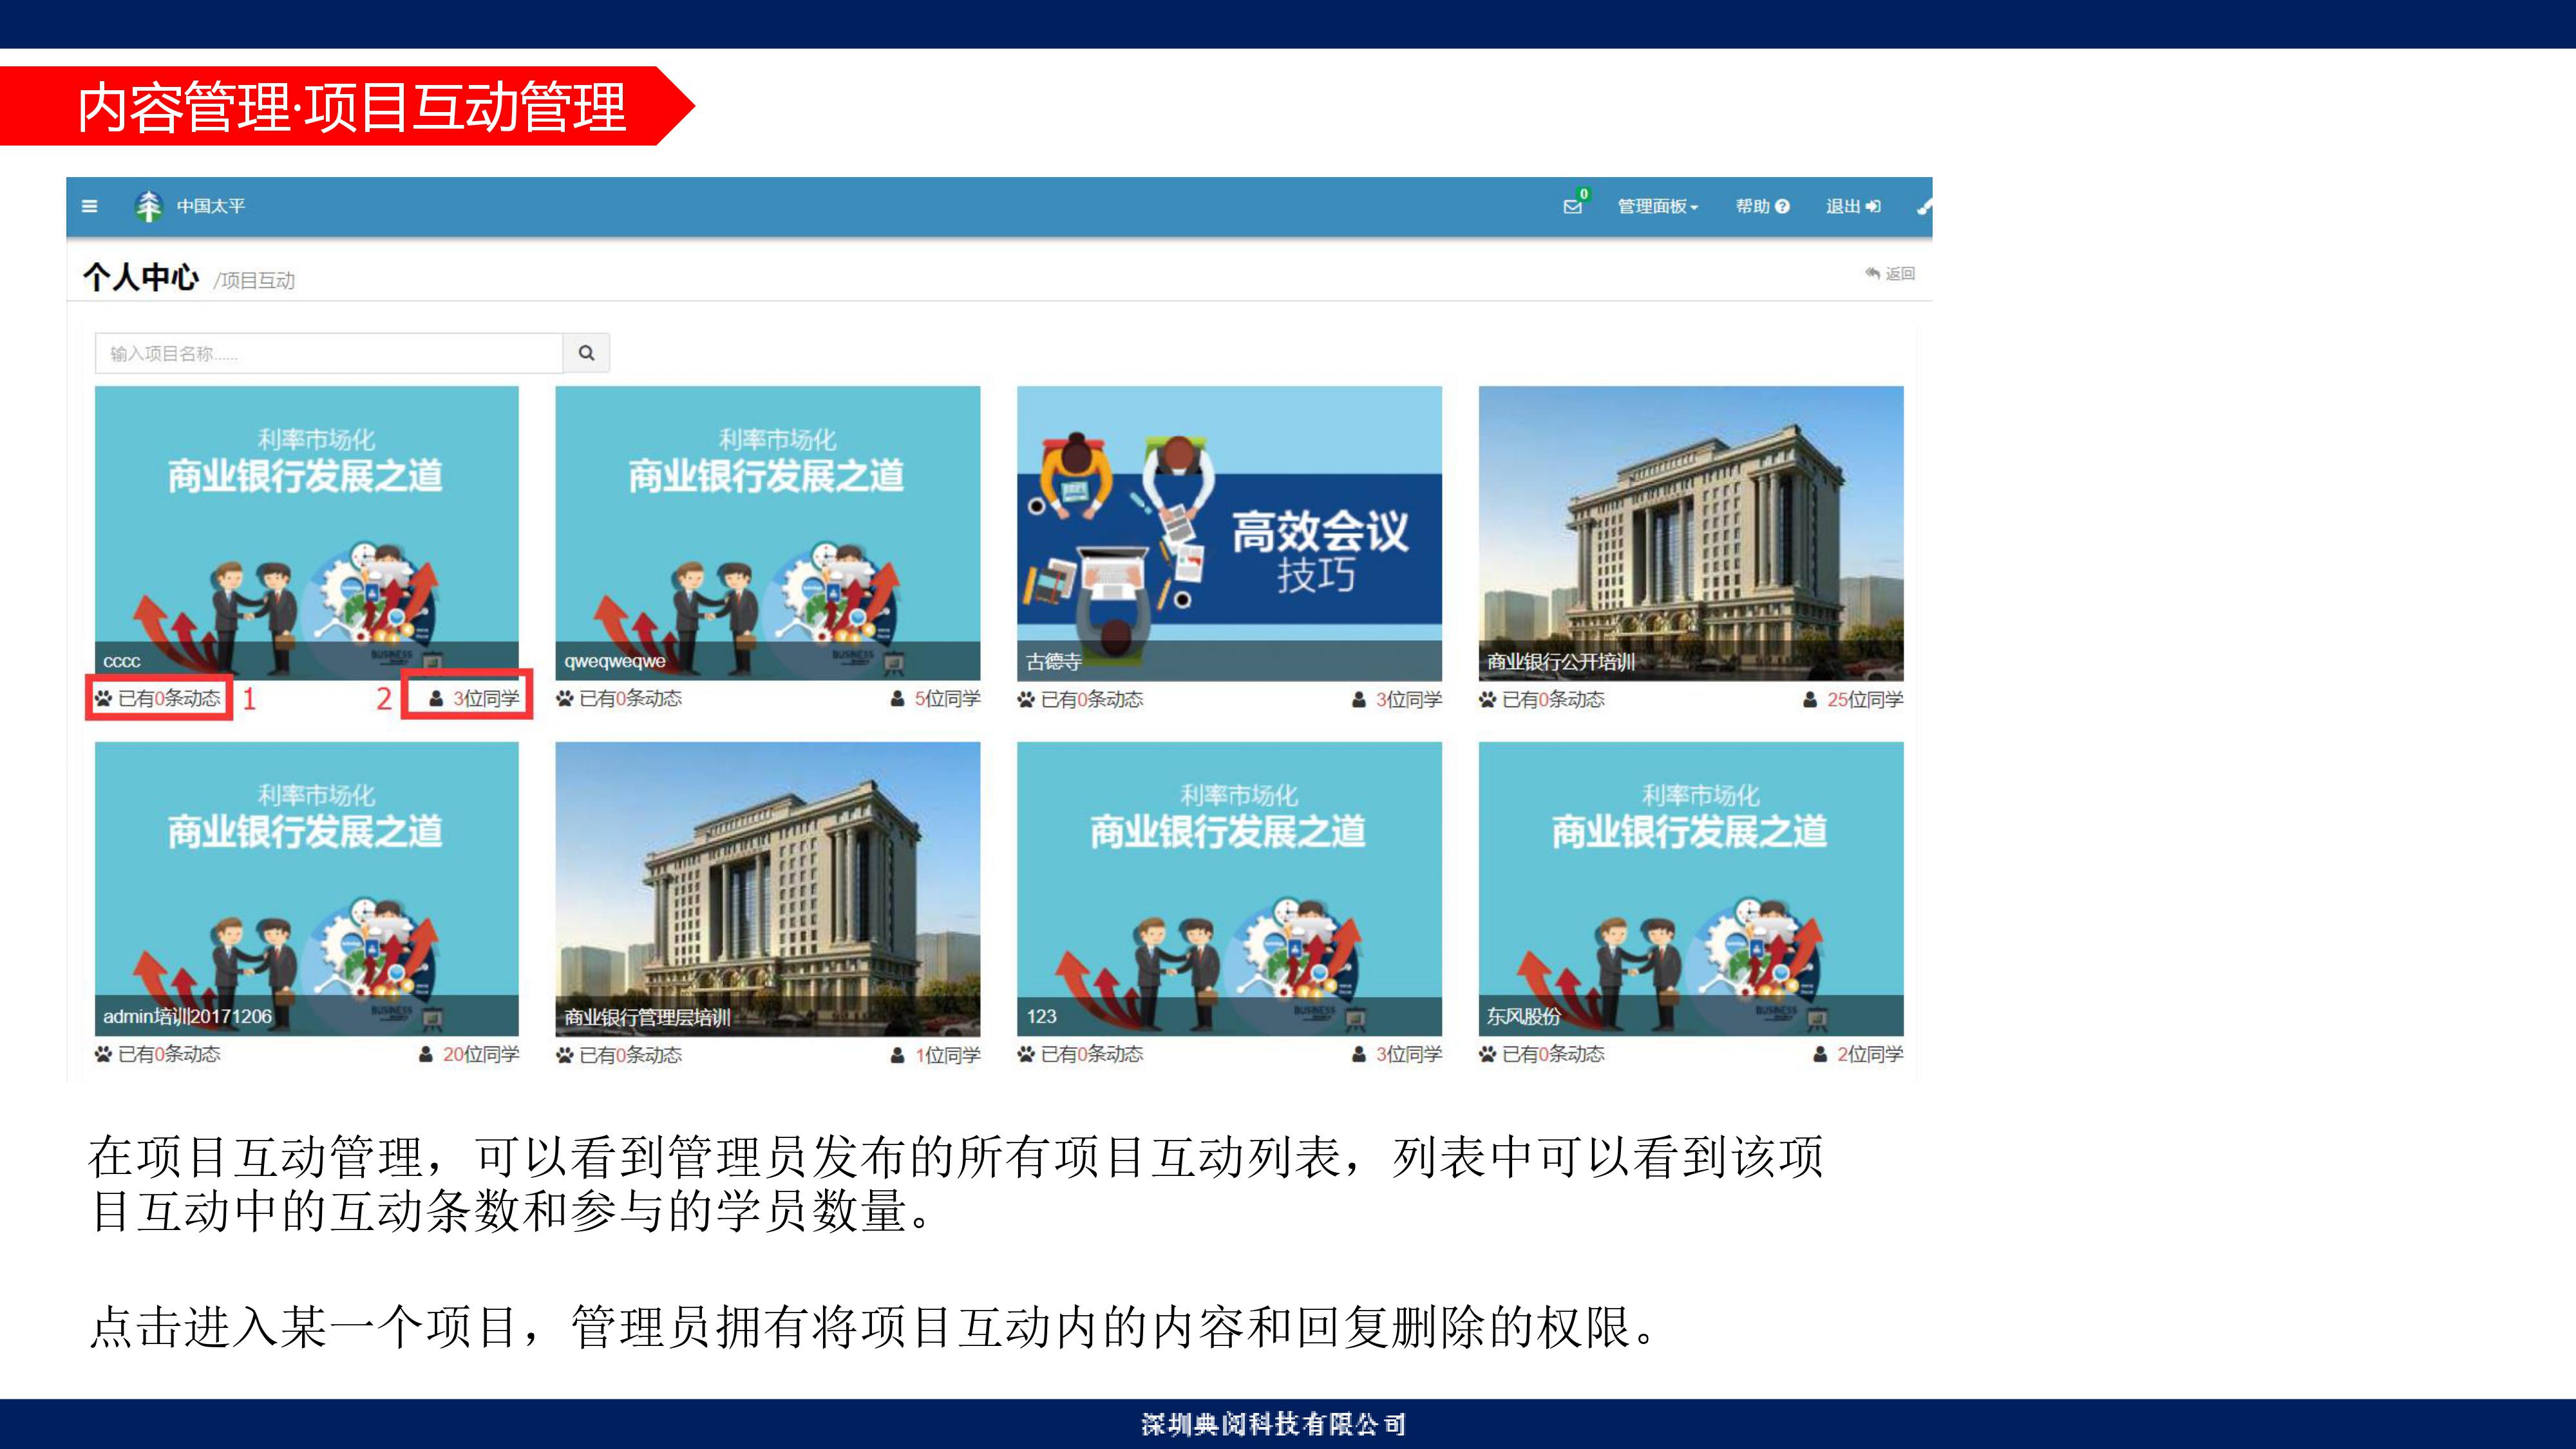 内容管理·项目互动管理
中国太平
0
管理面板
帮助
退出
个人中心 /项目互动
返回
输入项目名称......
利率市场化
商业银行发展之道
BUSINESS
cccc
已有0条动态 1
2 3位同学
利率市场化
商业银行发展之道
BUSINESS
qweqweqwe
已有0条动态
5位同学
高效会议
技巧
古德寺
已有0条动态
3位同学
商业银行公开培训
已有0条动态
25位同学
利率市场化
商业银行发展之道
BUSINESS
admin培训20171206
已有0条动态
20位同学
商业银行管理层培训
已有0条动态
1位同学
利率市场化
商业银行发展之道
BUSINESS
123
已有0条动态
3位同学
利率市场化
商业银行发展之道
BUSINESS
东风股份
已有0条动态
2位同学
在项目互动管理，可以看到管理员发布的所有项目互动列表，列表中可以看到该项
目互动中的互动条数和参与的学员数量。
点击进入某一个项目，管理员拥有将项目互动内的内容和回复删除的权限。
深圳典阅科技有限公司